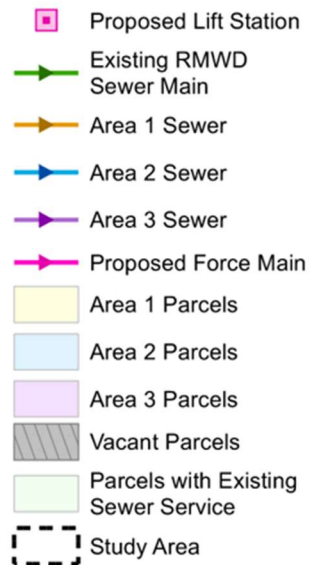 Proposed Lift Station
Existing RMWD
Sewer Main
Area 1 Sewer
Area 2 Sewer
Area 3 Sewer
Proposed Force Main
Area 1 Parcels
Area 2 Parcels
Area 3 Parcels
Vacant Parcels
Parcels with Existing
Sewer Service
Study Area